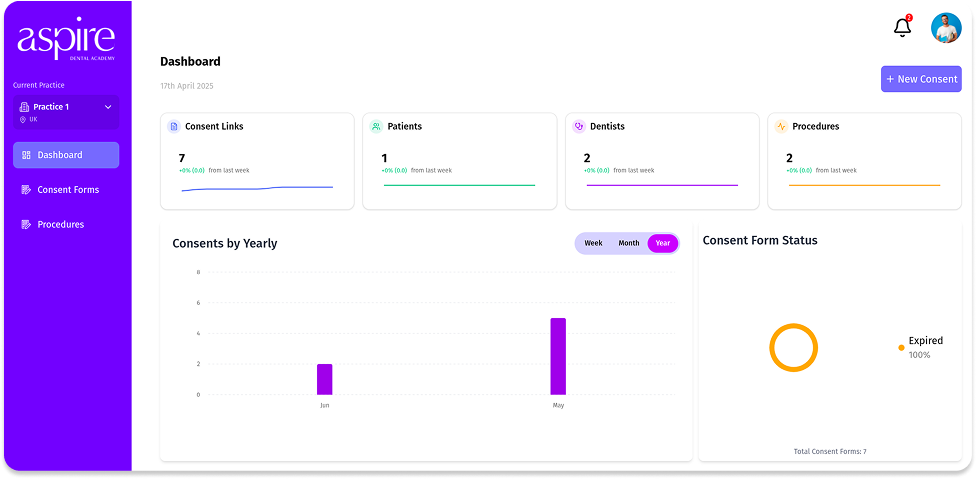 aspire
DENTAL ACADEMY
Current Practice
Practice 1
UK
Dashboard
Consent Forms
Procedures
2
Dashboard
17th April 2025
+ New Consent
Consent Links
7
+0% (0.0) from last week
Patients
1
+0% (0.0) from last week
Dentists
2
+0% (0.0) from last week
Procedures
2
+0% (0.0) from last week
Consents by Yearly
Week Month Year
8
6
4
2
0
Jun May
Consent Form Status
Expired
100%
Total Consent Forms: 7